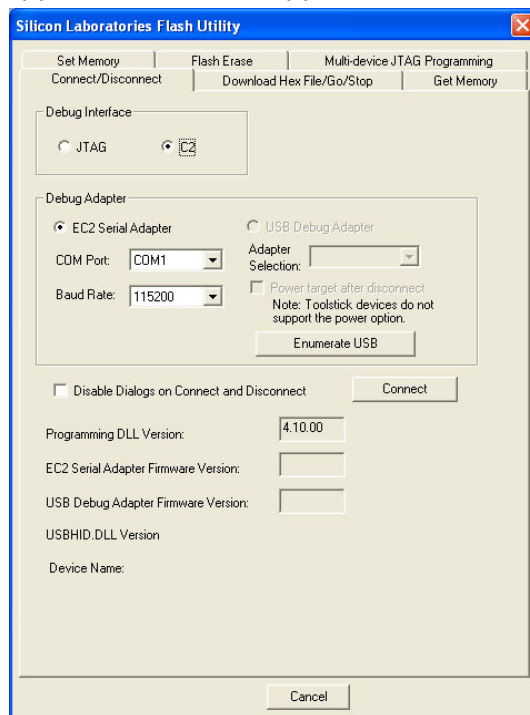 Silicon Laboratories Flash Utility
Set Memory Flash Erase Multi-device JTAG Programming
Connect/Disconnect Download Hex File/Go/Stop Get Memory
Debug Interface
JTAG C2
Debug Adapter
EC2 Serial Adapter USB Debug Adapter
COM Port: COM1 Adapter Selection:
Baud Rate: 115200 Power target after disconnect
Note: Toolstick devices do not
support the power option.
Enumerate USB
Disable Dialogs on Connect and Disconnect Connect
Programming DLL Version: 4.10.00
EC2 Serial Adapter Firmware Version:
USB Debug Adapter Firmware Version:
USBHID.DLL Version
Device Name:
Cancel